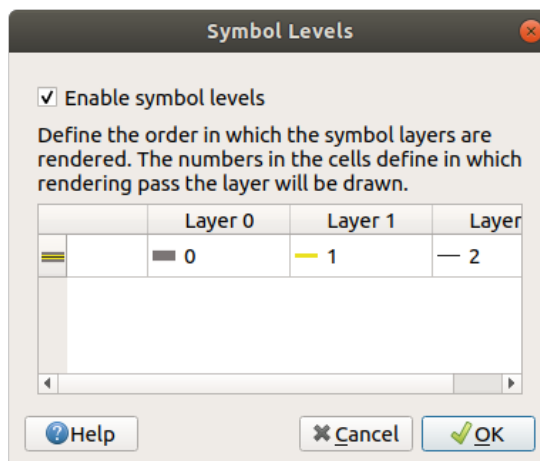 Symbol Levels
Enable symbol levels
Define the order in which the symbol layers are
rendered. The numbers in the cells define in which
rendering pass the layer will be drawn.
Layer 0 Layer 1 Layer
0 1 2
Help Cancel OK